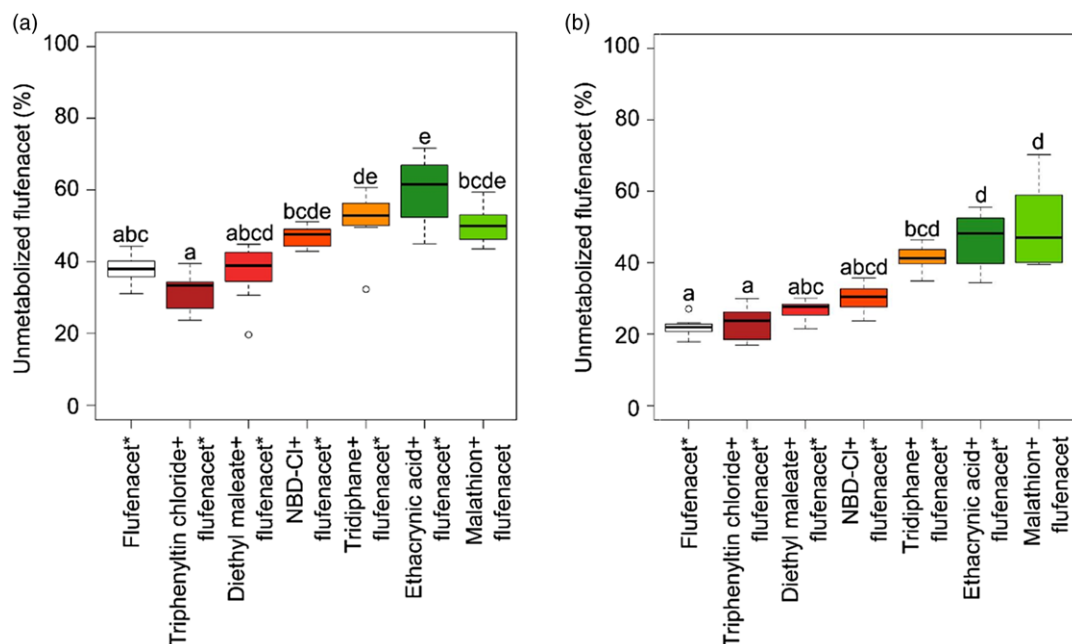 (a)
Unmetabolized flufenacet (%)
100
80
60
40
20
0
abc
a
abcd
bcde
de
e
bcde
Flufenacet*
Triphenyltin chloride+
flufenacet*
Diethyl maleate+
flufenacet*
NBD-Cl+
flufenacet*
Tridiphane+
flufenacet*
Ethacrynic acid+
flufenacet*
Malathion+
flufenacet
(b)
Unmetabolized flufenacet (%)
100
80
60
40
20
0
a
a
abc
abcd
bcd
d
d
Flufenacet*
Triphenyltin chloride+
flufenacet*
Diethyl maleate+
flufenacet*
NBD-Cl+
flufenacet*
Tridiphane+
flufenacet*
Ethacrynic acid+
flufenacet*
Malathion+
flufenacet